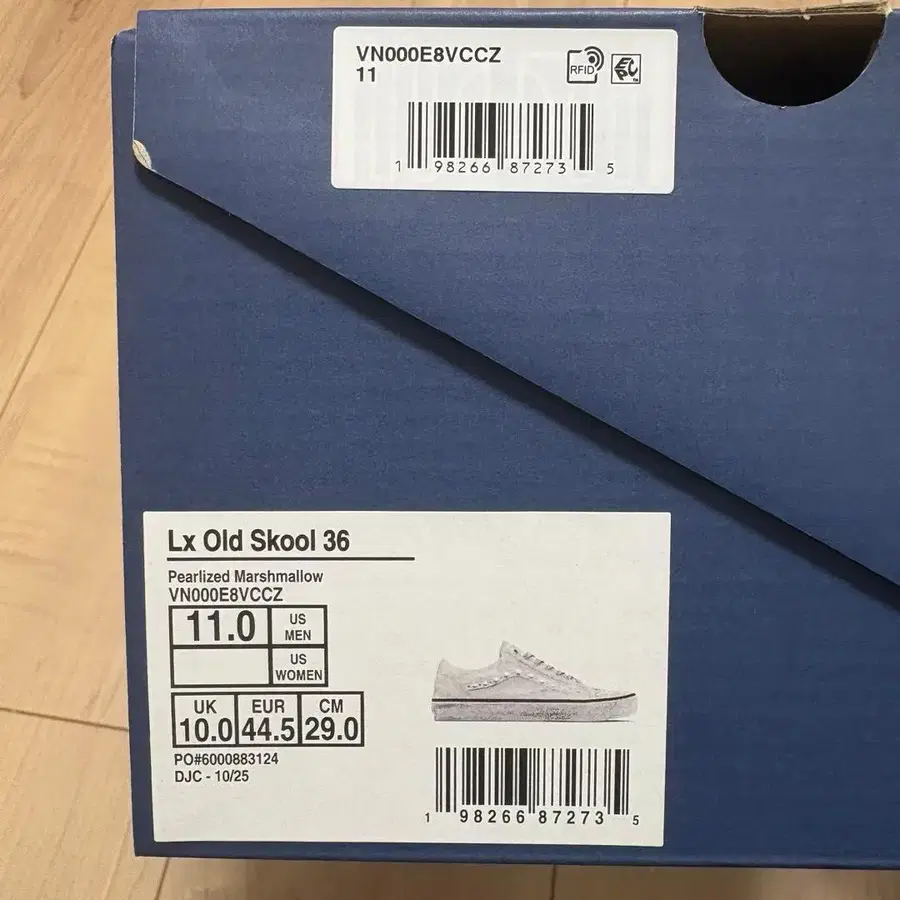 VN000E8VCCZ
11
RFID
EPC
1 98266 87273 5
Lx Old Skool 36
Pearlized Marshmallow
VN000E8VCCZ
11.0 US MEN
US WOMEN
UK EUR CM
10.0 44.5 29.0
PO#6000883124
DJC - 10/25
1 98266 87273 5